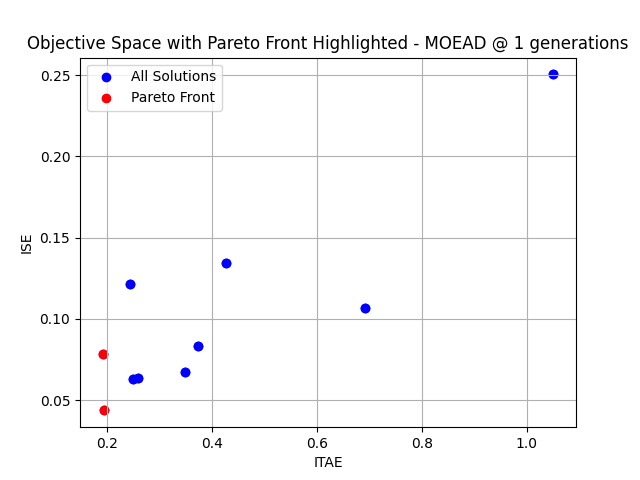 Objective Space with Pareto Front Highlighted - MOEAD @ 1 generations
All Solutions
Pareto Front
0.25
0.20
0.15
0.10
0.05
ISE
0.2 0.4 0.6 0.8 1.0
ITAE